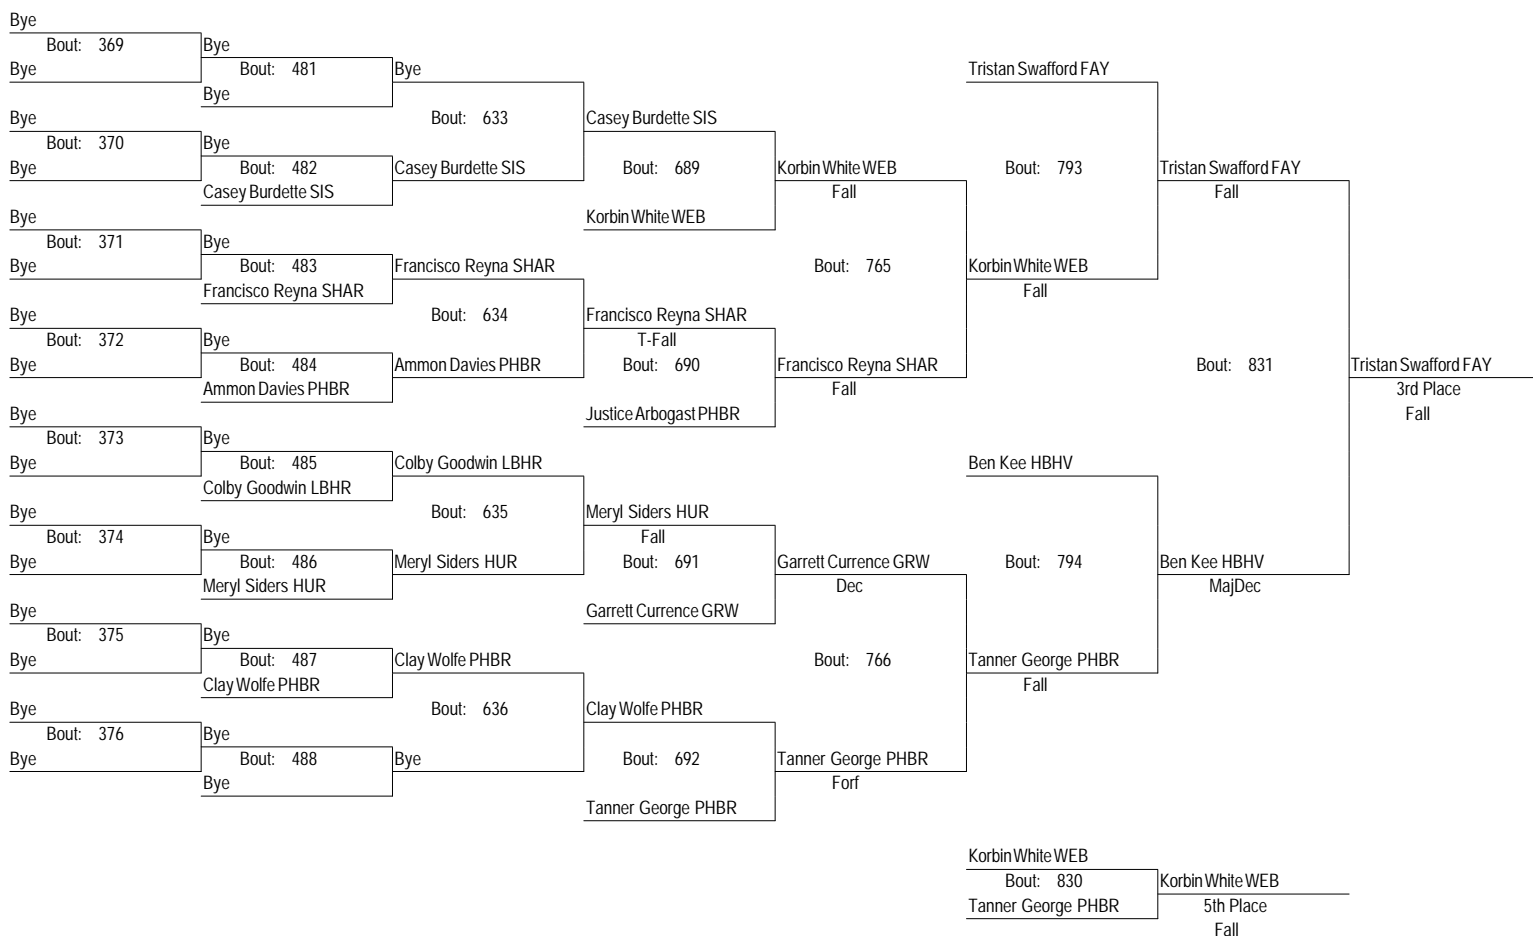 Bye
Bout: 369 Bye
Bye Bout: 481 Bye Tristan Swafford FAY
Bye
Bye Bout: 633 Casey Burdette SIS
Bout: 370 Bye
Bye Bout: 482 Casey Burdette SIS Bout: 689 Korbin White WEB Bout: 793 Tristan Swafford FAY
Casey Burdette SIS Fall Fall
Bye Korbin White WEB
Bout: 371 Bye
Bye Bout: 483 Francisco Reyna SHAR Bout: 765 Korbin White WEB
Francisco Reyna SHAR Fall
Bye Bout: 634 Francisco Reyna SHAR
Bout: 372 Bye T-Fall
Bye Bout: 484 Ammon Davies PHBR Bout: 690 Francisco Reyna SHAR Bout: 831 Tristan Swafford FAY
Ammon Davies PHBR Fall 3rd Place
Bye Justice Arbogast PHBR Fall
Bout: 373 Bye
Bye Bout: 485 Colby Goodwin LBHR Ben Kee HBHV
Colby Goodwin LBHR
Bye Bout: 635 Meryl Siders HUR
Bout: 374 Bye Fall
Bye Bout: 486 Meryl Siders HUR Bout: 691 Garrett Currence GRW Bout: 794 Ben Kee HBHV
Meryl Siders HUR Dec MajDec
Bye Garrett Currence GRW
Bout: 375 Bye
Bye Bout: 487 Clay Wolfe PHBR Bout: 766 Tanner George PHBR
Clay Wolfe PHBR Fall
Bye Bout: 636 Clay Wolfe PHBR
Bout: 376 Bye
Bye Bout: 488 Bye Bout: 692 Tanner George PHBR
Bye Forf
Tanner George PHBR
Korbin White WEB
Bout: 830 Korbin White WEB
Tanner George PHBR 5th Place
Fall